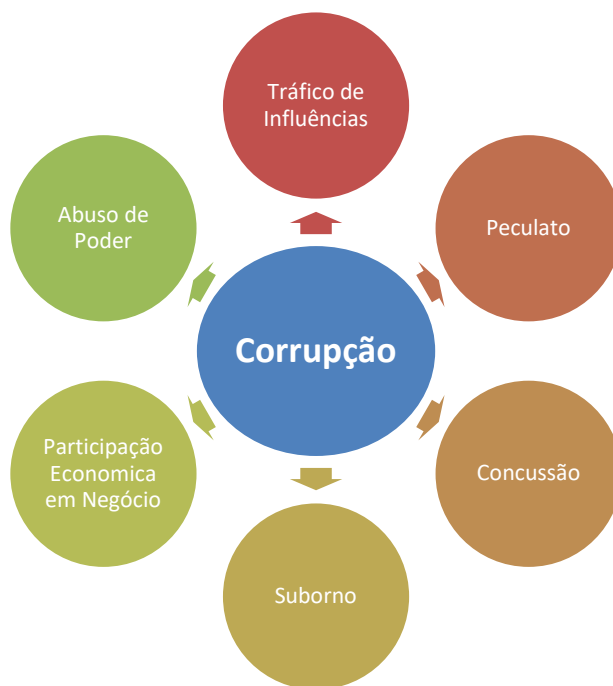 Tráfico de
Influências
Abuso de
Poder
Peculato
Corrupção
Participação
Economica
em Negócio
Concussão
Suborno